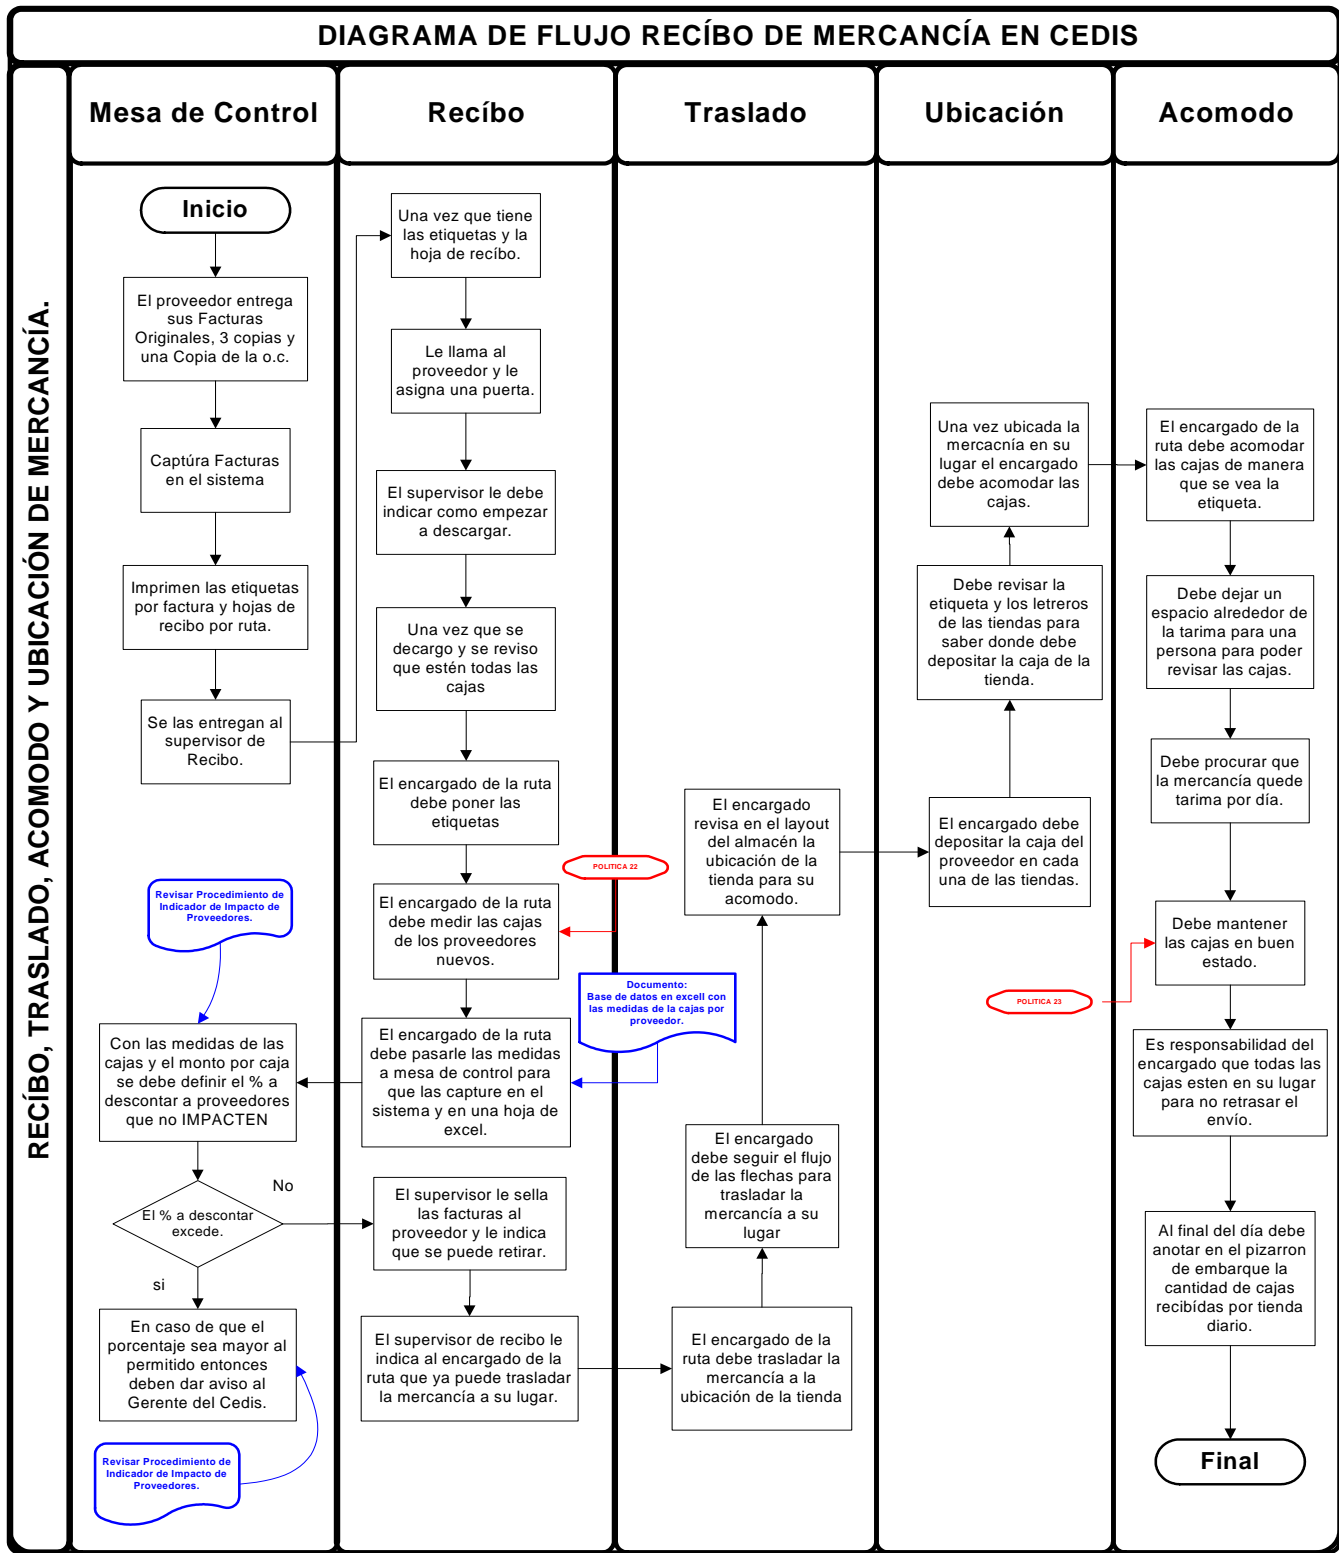 DIAGRAMA DE FLUJO RECÍBO DE MERCANCÍA EN CEDIS
RECÍBO, TRASLADO, ACOMODO Y UBICACIÓN DE MERCANCÍA.
Mesa de Control
Recíbo
Traslado
Ubicación
Acomodo
Inicio
El proveedor entrega
sus Facturas
Originales, 3 copias y
una Copia de la o.c.
Captúra Facturas
en el sistema
Imprimen las etiquetas
por factura y hojas de
recibo por ruta.
Se las entregan al
supervisor de
Recibo.
Revisar Procedimiento de
Indicador de Impacto de
Proveedores.
Con las medidas de las
cajas y el monto por caja
se debe definir el % a
descontar a proveedores
que no IMPACTEN
No
El % a descontar
excede.
si
En caso de que el
porcentaje sea mayor al
permitido entonces
deben dar aviso al
Gerente del Cedis.
Revisar Procedimiento de
Indicador de Impacto de
Proveedores.
Una vez que tiene
las etiquetas y la
hoja de recíbo.
Le llama al
proveedor y le
asigna una puerta.
El supervisor le debe
indicar como empezar
a descargar.
Una vez que se
decargo y se reviso
que estén todas las
cajas
El encargado de la ruta
debe poner las
etiquetas
POLITICA 22
El encargado de la ruta
debe medir las cajas
de los proveedores
nuevos.
Documento:
Base de datos en excell con
las medidas de la cajas por
proveedor.
El encargado de la ruta
debe pasarle las medidas
a mesa de control para
que las capture en el
sistema y en una hoja de
excel.
El supervisor le sella
las facturas al
proveedor y le indica
que se puede retirar.
El supervisor de recibo le
indica al encargado de la
ruta que ya puede trasladar
la mercancía a su lugar.
El encargado
revisa en el layout
del almacén la
ubicación de la
tienda para su
acomodo.
El encargado
debe seguir el flujo
de las flechas para
trasladar la
mercancía a su
lugar
El encargado de la
ruta debe trasladar la
mercancía a la
ubicación de la tienda
Una vez ubicada la
mercacnía en su
lugar el encargado
debe acomodar las
cajas.
Debe revisar la
etiqueta y los letreros
de las tiendas para
saber donde debe
depositar la caja de la
tienda.
El encargado debe
depositar la caja del
proveedor en cada
una de las tiendas.
El encargado de la
ruta debe acomodar
las cajas de manera
que se vea la
etiqueta.
Debe dejar un
espacio alrededor de
la tarima para una
persona para poder
revisar las cajas.
Debe procurar que
la mercancía quede
tarima por día.
Debe mantener
las cajas en buen
estado.
POLITICA 23
Es responsabilidad del
encargado que todas las
cajas esten en su lugar
para no retrasar el
envío.
Al final del día debe
anotar en el pizarron
de embarque la
cantidad de cajas
recibídas por tienda
diario.
Final